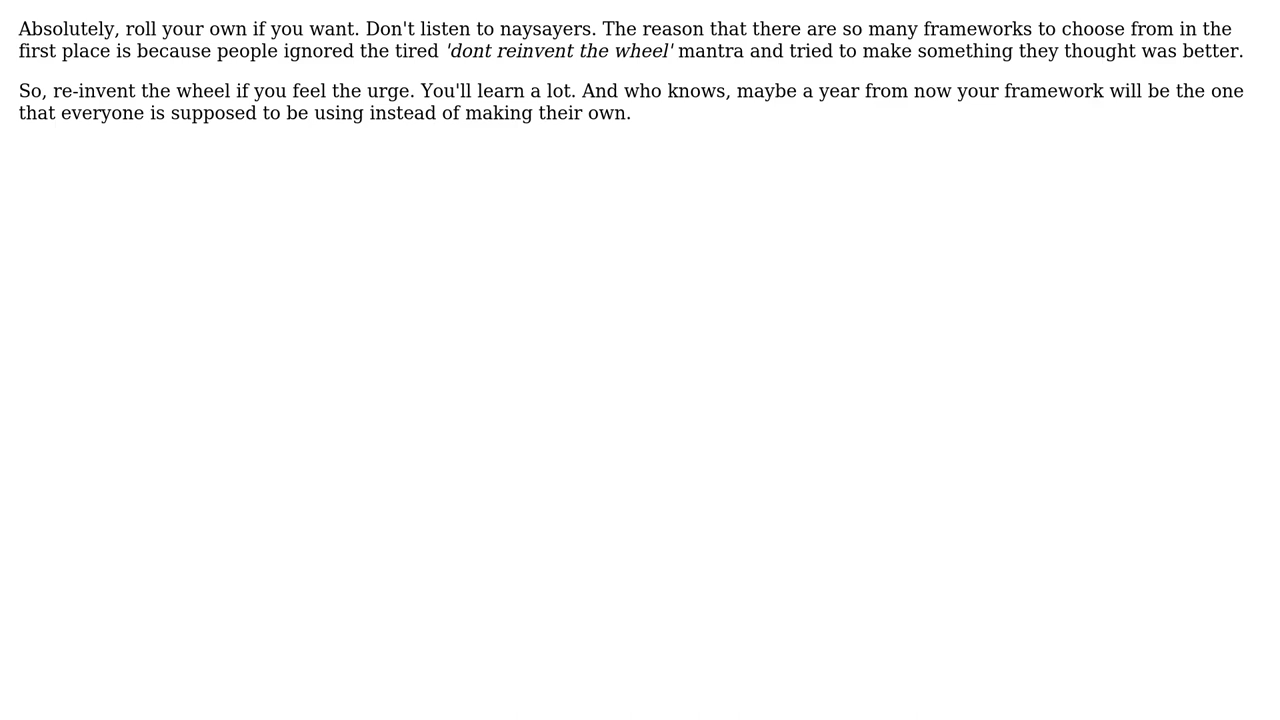 Absolutely, roll your own if you want. Don't listen to naysayers. The reason that there are so many frameworks to choose from in the
first place is because people ignored the tired 'dont reinvent the wheel' mantra and tried to make something they thought was better.
So, re-invent the wheel if you feel the urge. You'll learn a lot. And who knows, maybe a year from now your framework will be the one
that everyone is supposed to be using instead of making their own.